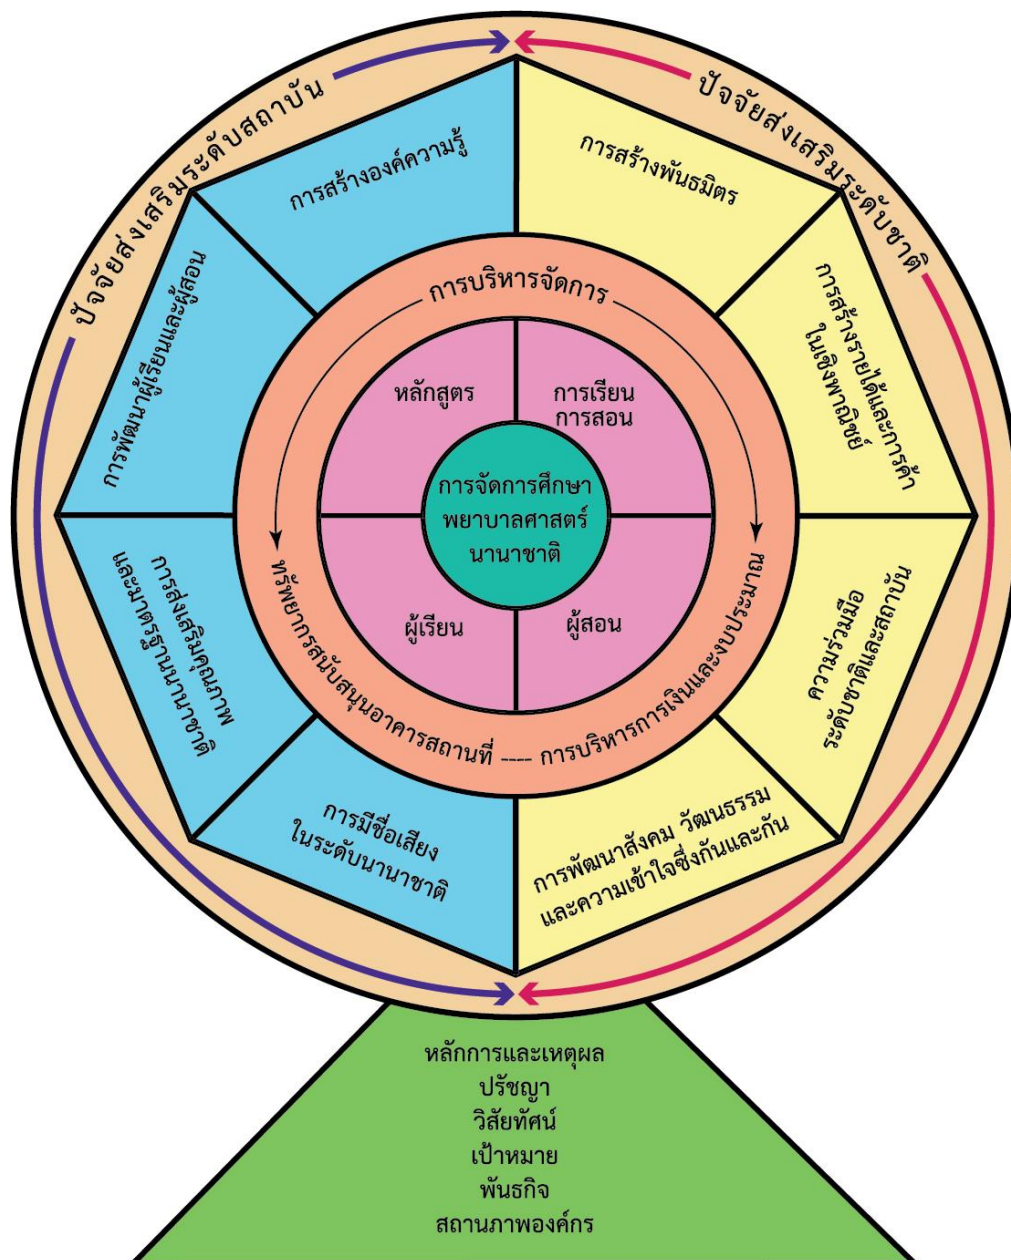 ปัจจัยส่งเสริมระดับสถาบัน
ปัจจัยส่งเสริมระดับชาติ
การสร้างองค์ความรู้
การสร้างพันธมิตร
การพัฒนาผู้เรียนและผู้สอน
การสร้างรายได้และการค้า
ในเชิงพาณิชย์
การบริหารจัดการ
หลักสูตร
การเรียน
การสอน
การจัดการศึกษา
พยาบาลศาสตร์
นานาชาติ
ผู้เรียน
ผู้สอน
ทรัพยากรสนับสนุนอาคารสถานที่ ---- การบริหารการเงินและงบประมาณ
การส่งเสริมคุณภาพ
และมาตรฐานนานาชาติ
ความร่วมมือ
ระดับชาติและสถาบัน
การมีชื่อเสียง
ในระดับนานาชาติ
การพัฒนาสังคม วัฒนธรรม
และความเข้าใจซึ่งกันและกัน
หลักการและเหตุผล
ปรัชญา
วิสัยทัศน์
เป้าหมาย
พันธกิจ
สถานภาพองค์กร